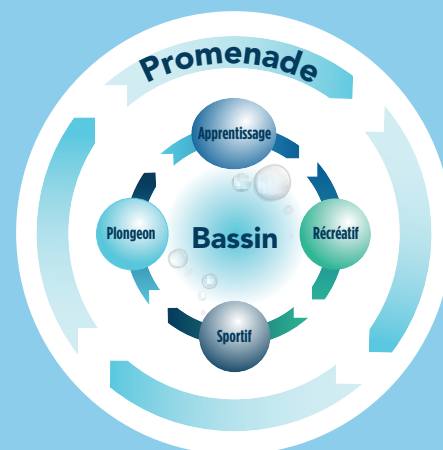 Promenade
Apprentissage
Plongeon
Bassin
Récréatif
Sportif